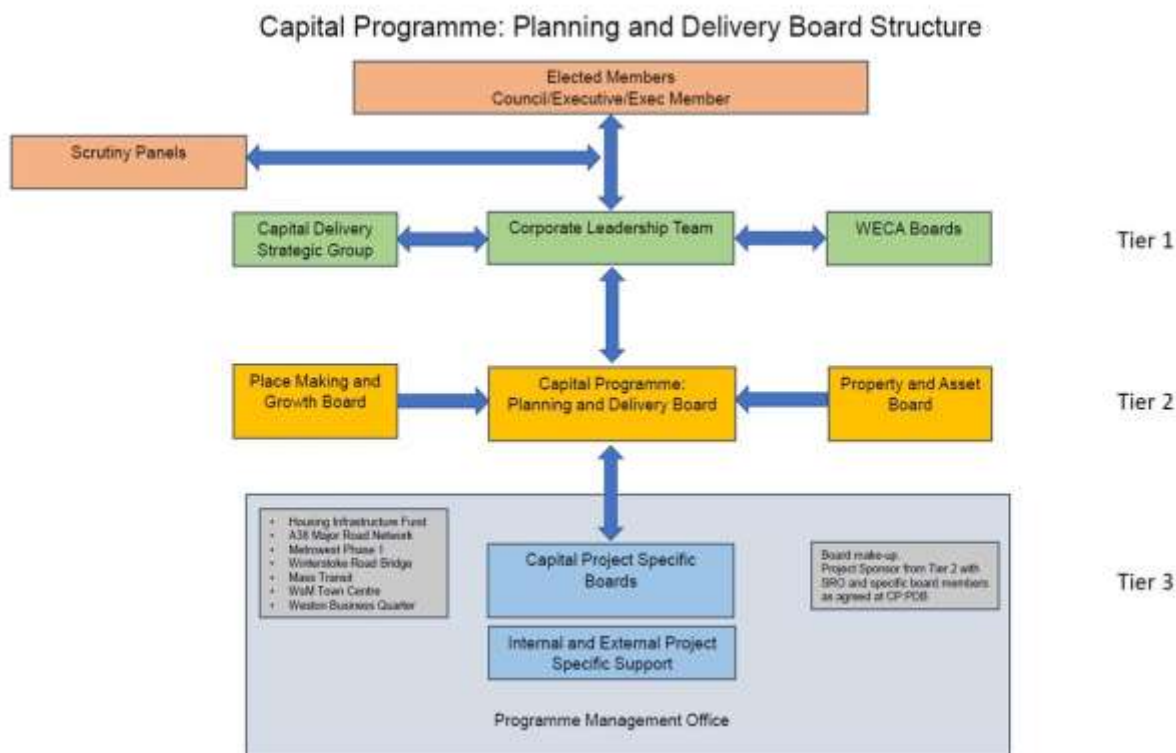 Capital Programme: Planning and Delivery Board Structure
Elected Members
Council/Executive/Exec Member
Scrutiny Panels
Capital Delivery
Strategic Group
Corporate Leadership Team
WECA Boards
Tier 1
Place Making and
Growth Board
Capital Programme:
Planning and Delivery Board
Property and Asset
Board
Tier 2
• Housing Infrastructure Fund
• A38 Major Road Network
• Metrowest Phase 1
• Winterstoke Road Bridge
• Mass Transit
• WsM Town Centre
• Weston Business Quarter
Capital Project Specific
Boards
Board make-up
Project Sponsor from Tier 2 with
SRO and specific board members
as agreed at CP:PDB
Tier 3
Internal and External Project
Specific Support
Programme Management Office